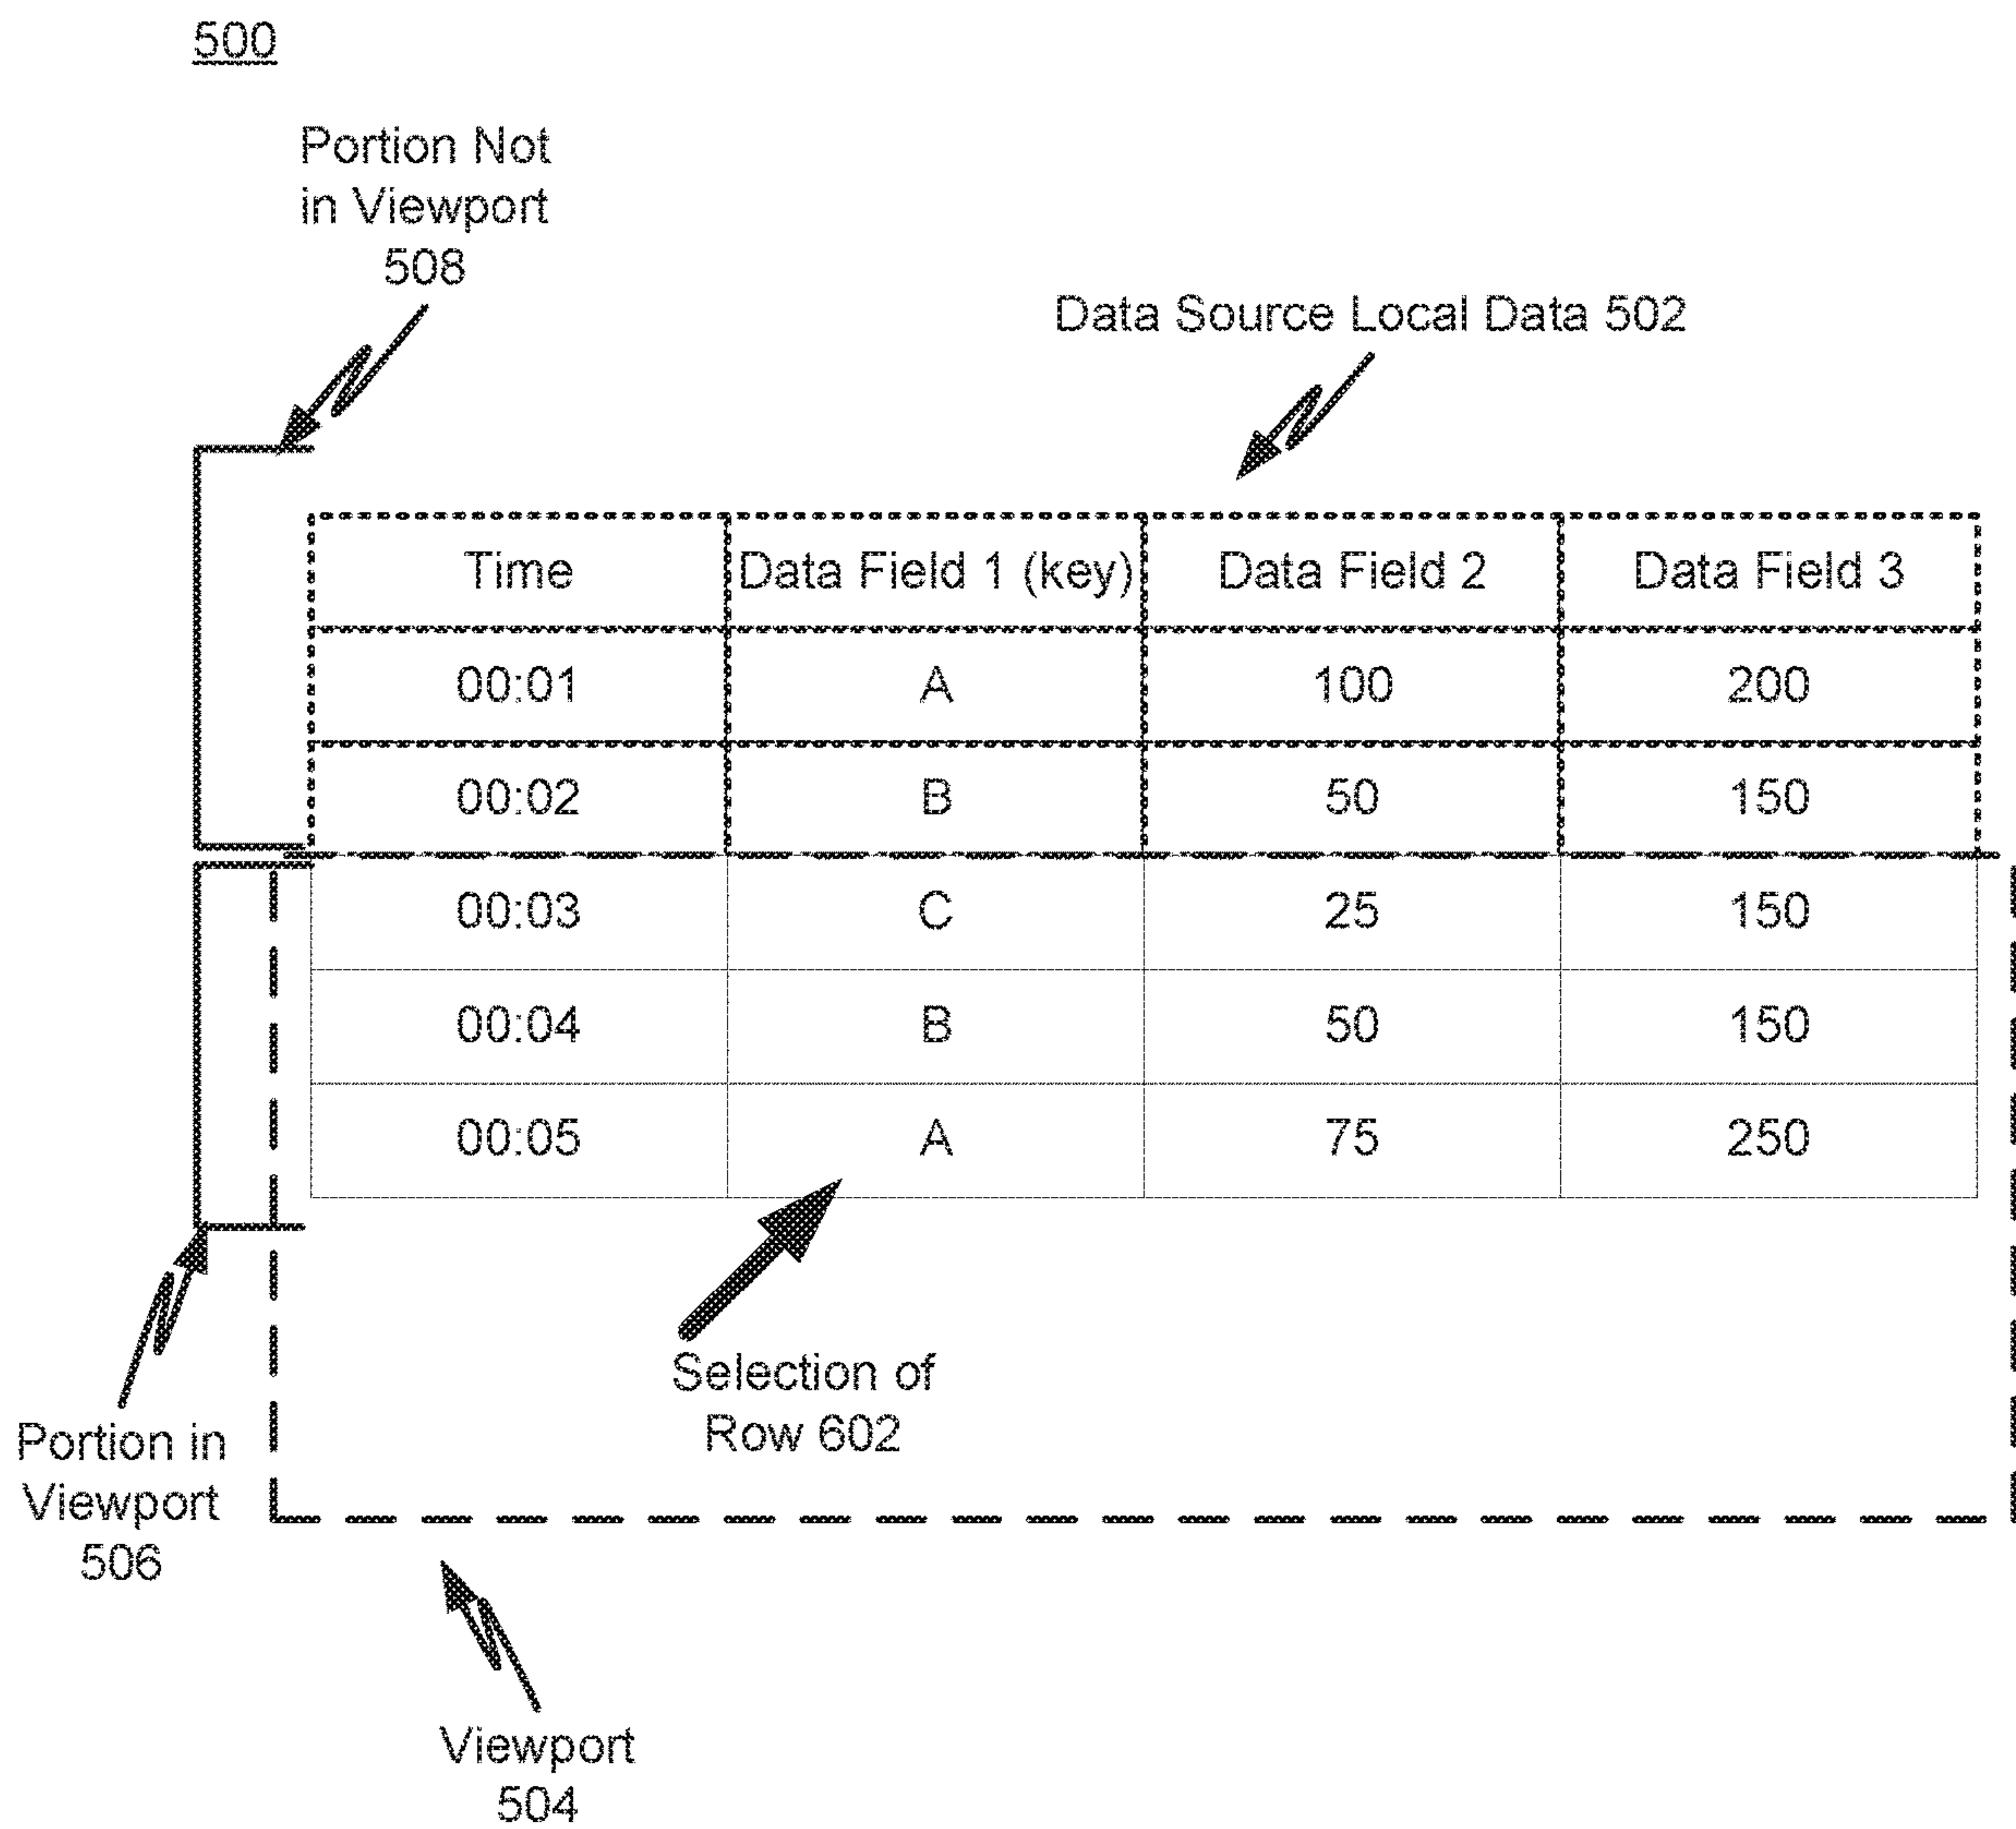 500
Portion Not
in Viewport
508
Data Source Local Data 502
Time Data Field 1 (key) Data Field 2 Data Field 3
00:01 A 100 200
00:02 B 50 150
00:03 C 25 150
00:04 B 50 150
00:05 A 75 250
Selection of
Row 602
Portion in
Viewport
506
Viewport
504